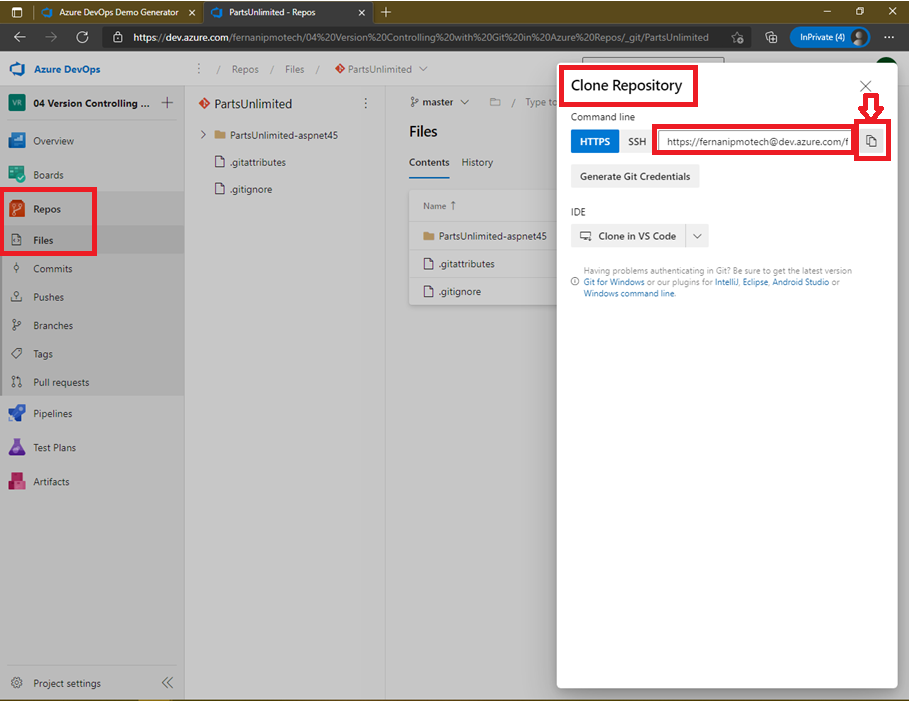 Azure DevOps Demo Generator
PartsUnlimited - Repos
https://dev.azure.com/fernanipmotech/04%20Version%20Controlling%20with%20Git%20in%20Azure%20Repos/_git/PartsUnlimited
InPrivate (4)
Azure DevOps
/ Repos / Files / PartsUnlimited
VR 04 Version Controlling ...
Overview
Boards
Repos
Files
Commits
Pushes
Branches
Tags
Pull requests
Pipelines
Test Plans
Artifacts
Project settings
PartsUnlimited
PartsUnlimited-aspnet45
.gitattributes
.gitignore
master / Type to
Files
Contents History
Name ↑
PartsUnlimited-aspnet45
.gitattributes
.gitignore
Clone Repository
Command line
HTTPS SSH https://fernanipmotech@dev.azure.com/f
Generate Git Credentials
IDE
Clone in VS Code
Having problems authenticating in Git? Be sure to get the latest version
Git for Windows or our plugins for IntelliJ, Eclipse, Android Studio or
Windows command line.